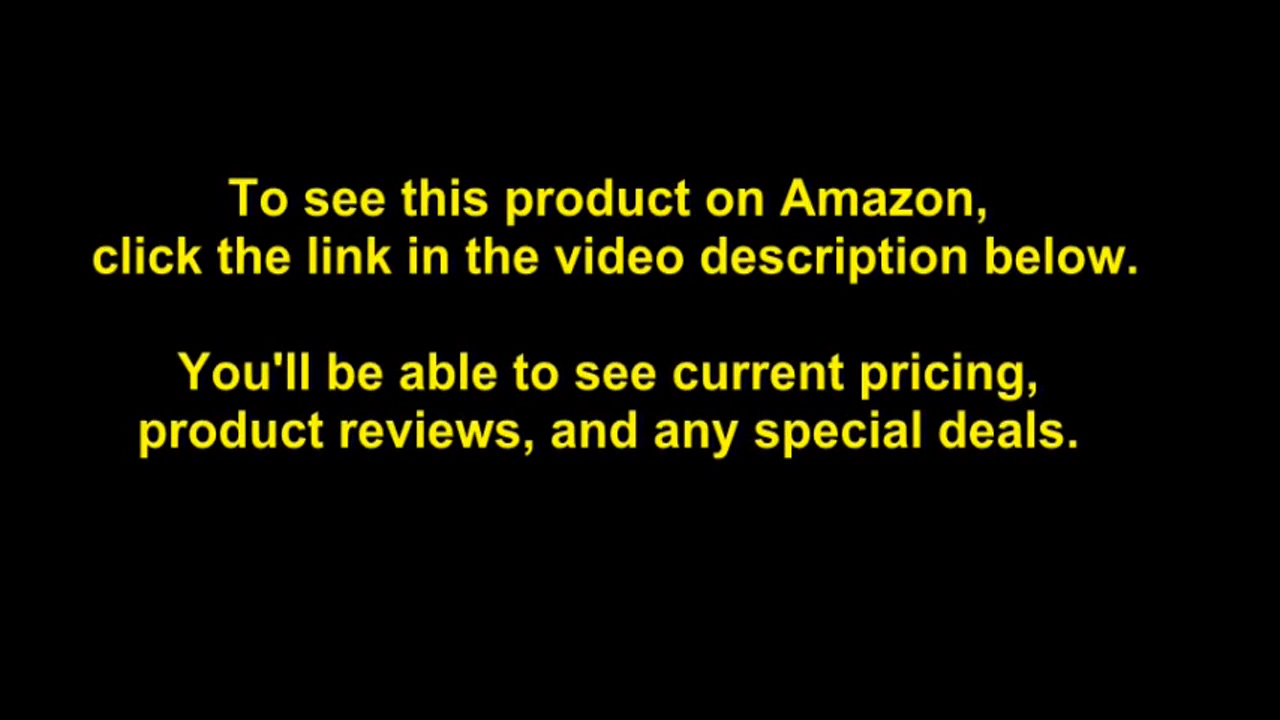 To see this product on Amazon,
click the link in the video description below.
You'll be able to see current pricing,
product reviews, and any special deals.